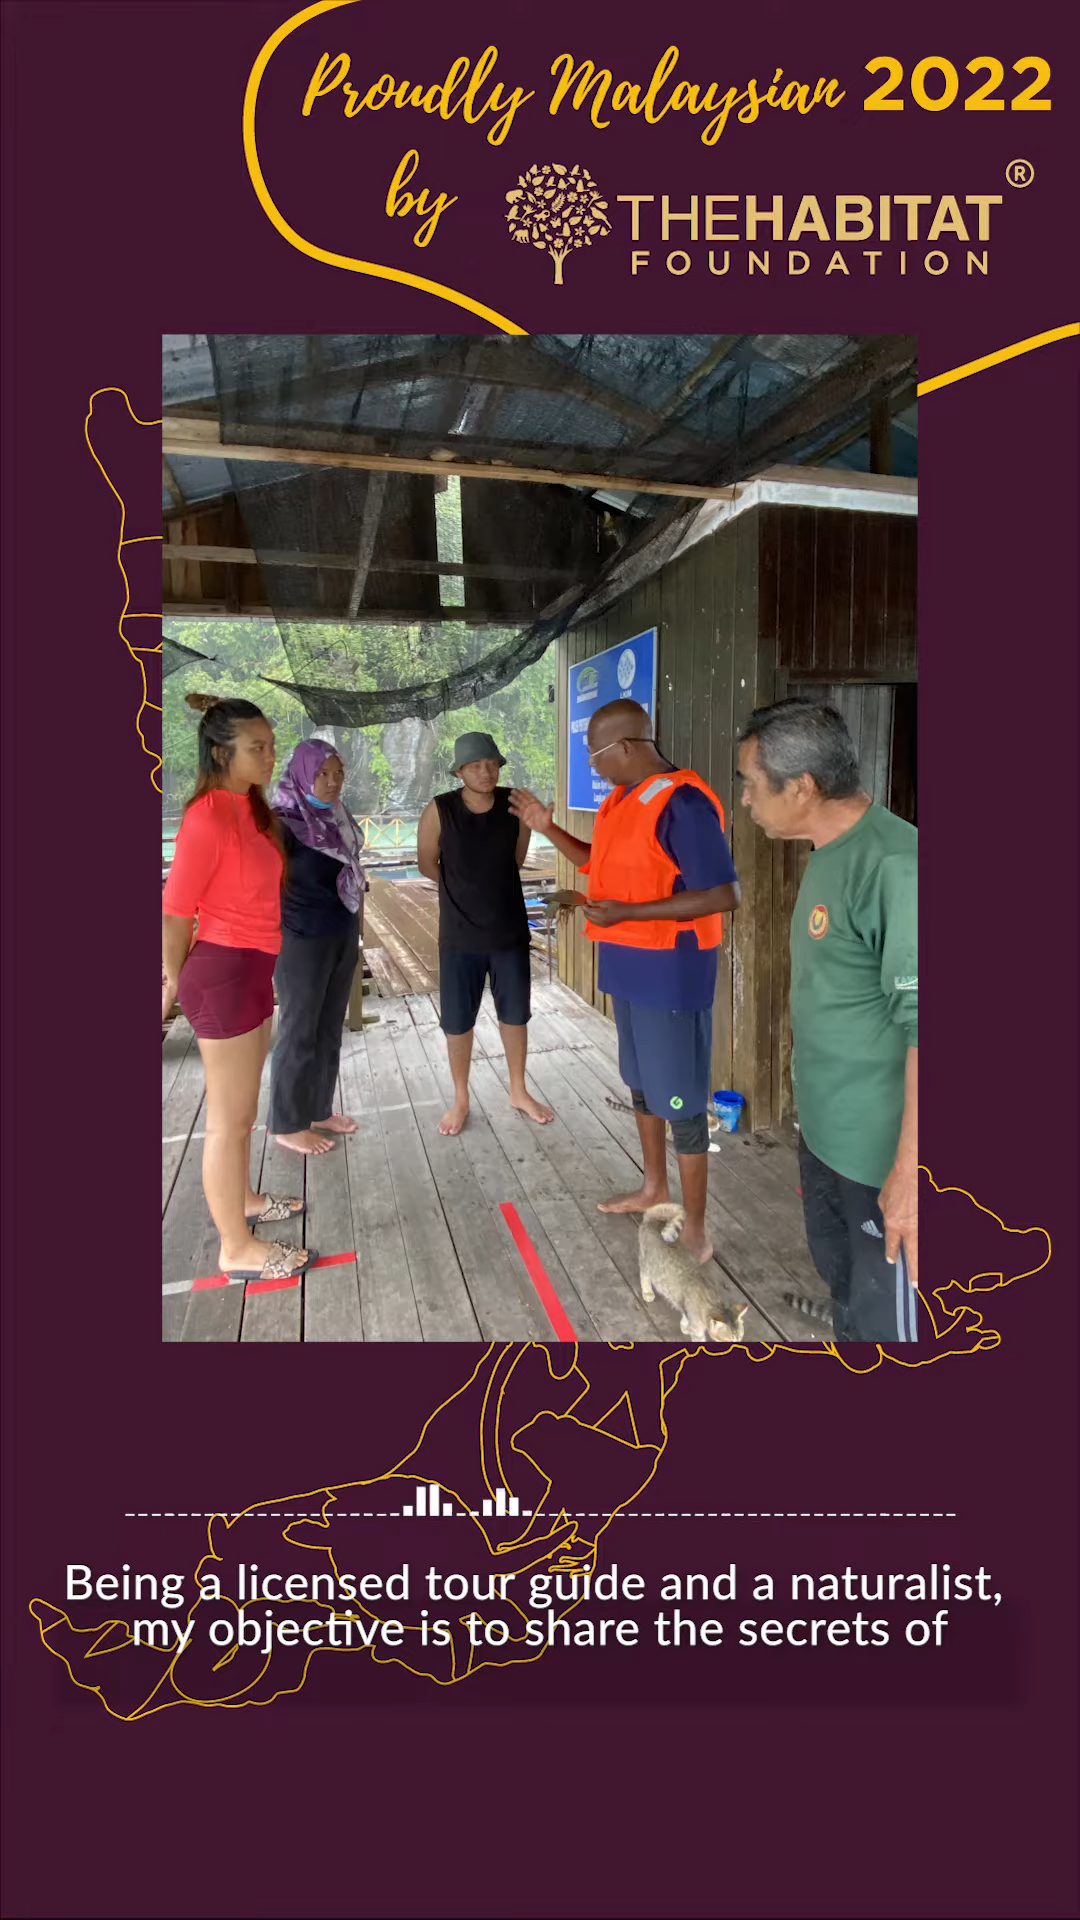 Proudly Malaysian 2022
by
THEHABITAT®
FOUNDATION
Being a licensed tour guide and a naturalist,
my objective is to share the secrets of